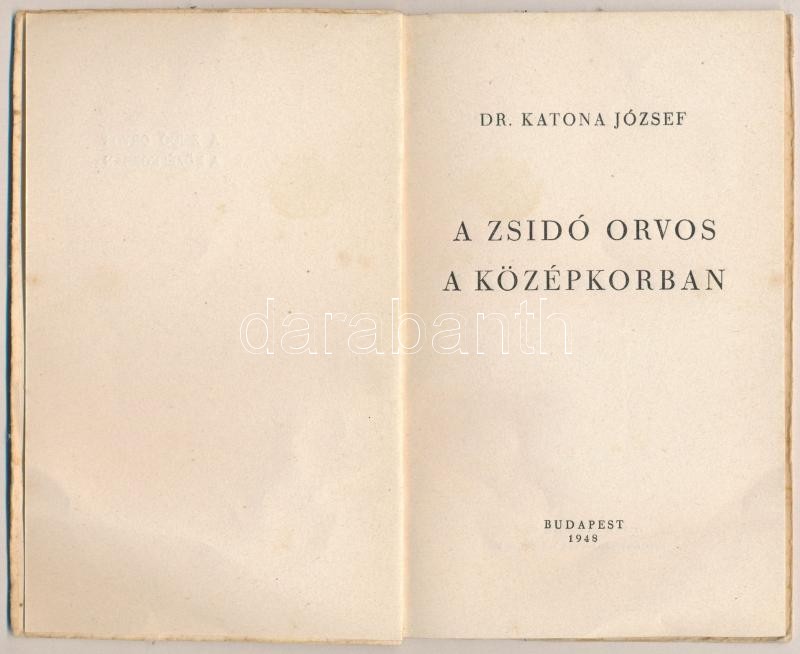 DR. KATONA JÓZSEF
A ZSIDÓ ORVOS
A KÖZÉPKORBAN
darabanth
BUDAPEST
1948